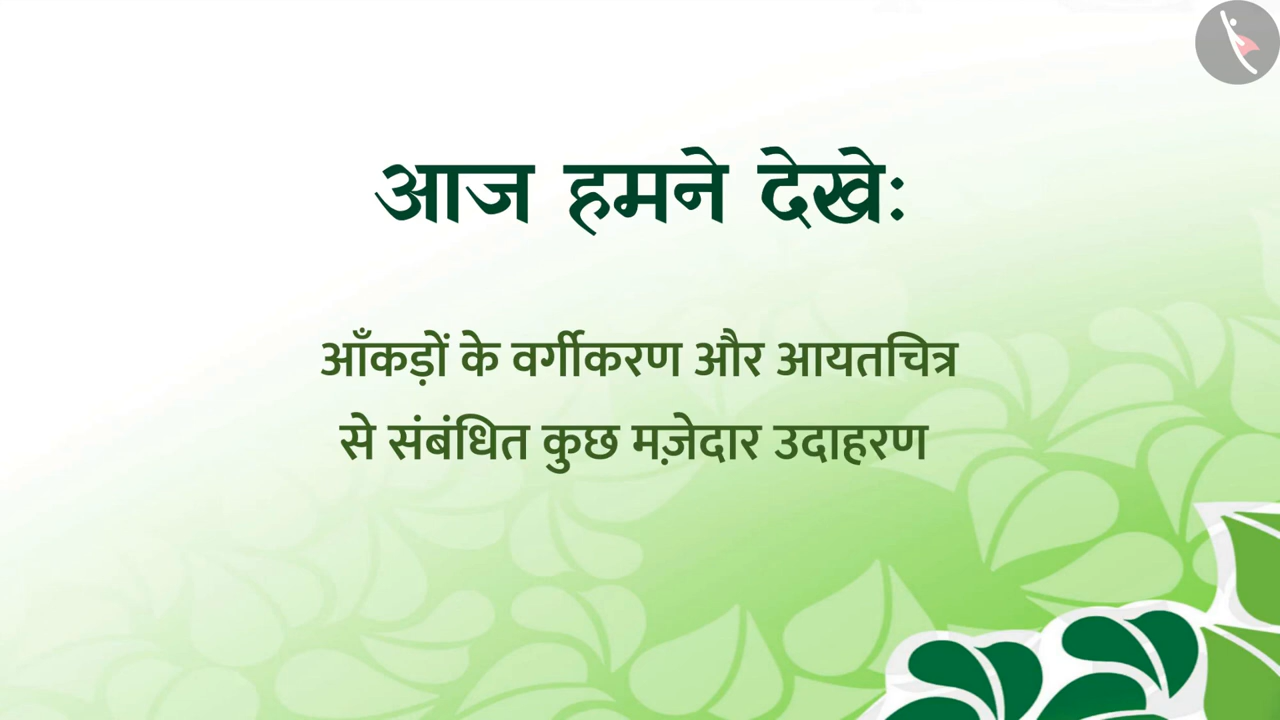 आज हमने देखे:
आँकड़ों के वर्गीकरण और आयतचित्र
से संबंधित कुछ मज़ेदार उदाहरण